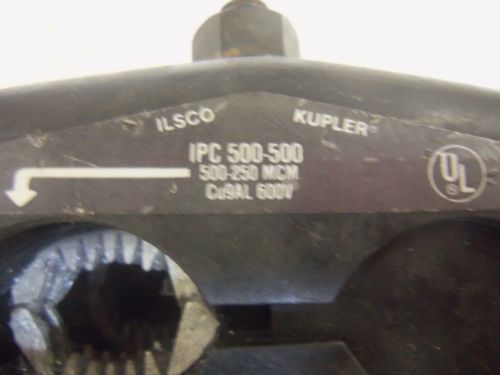 ILSCO KUPLER
IPC 500-500
500-250 MCM
Cu9AL 600V
UL